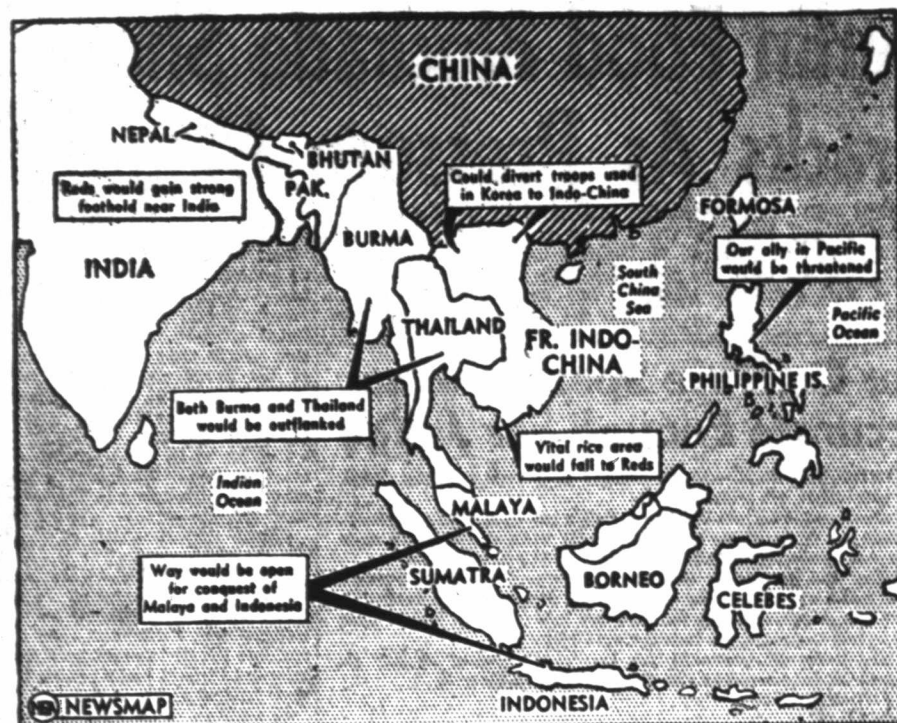 CHINA
NEPAL
BHUTAN
PAK.
Reds would gain strong
foothold near India
Could divert troops used
in Korea to Indo-China
FORMOSA
BURMA
INDIA
Our ally in Pacific
would be threatened
South
China
Sea
Pacific
Ocean
THAILAND
FR. INDO-
CHINA
PHILIPPINE IS.
Both Burma and Thailand
would be outflanked
Vital rice area
would fall to Reds
Indian
Ocean
MALAYA
Way would be open
for conquest of
Malaya and Indonesia
SUMATRA
BORNEO
CELEBES
INDONESIA
NEA NEWSMAP